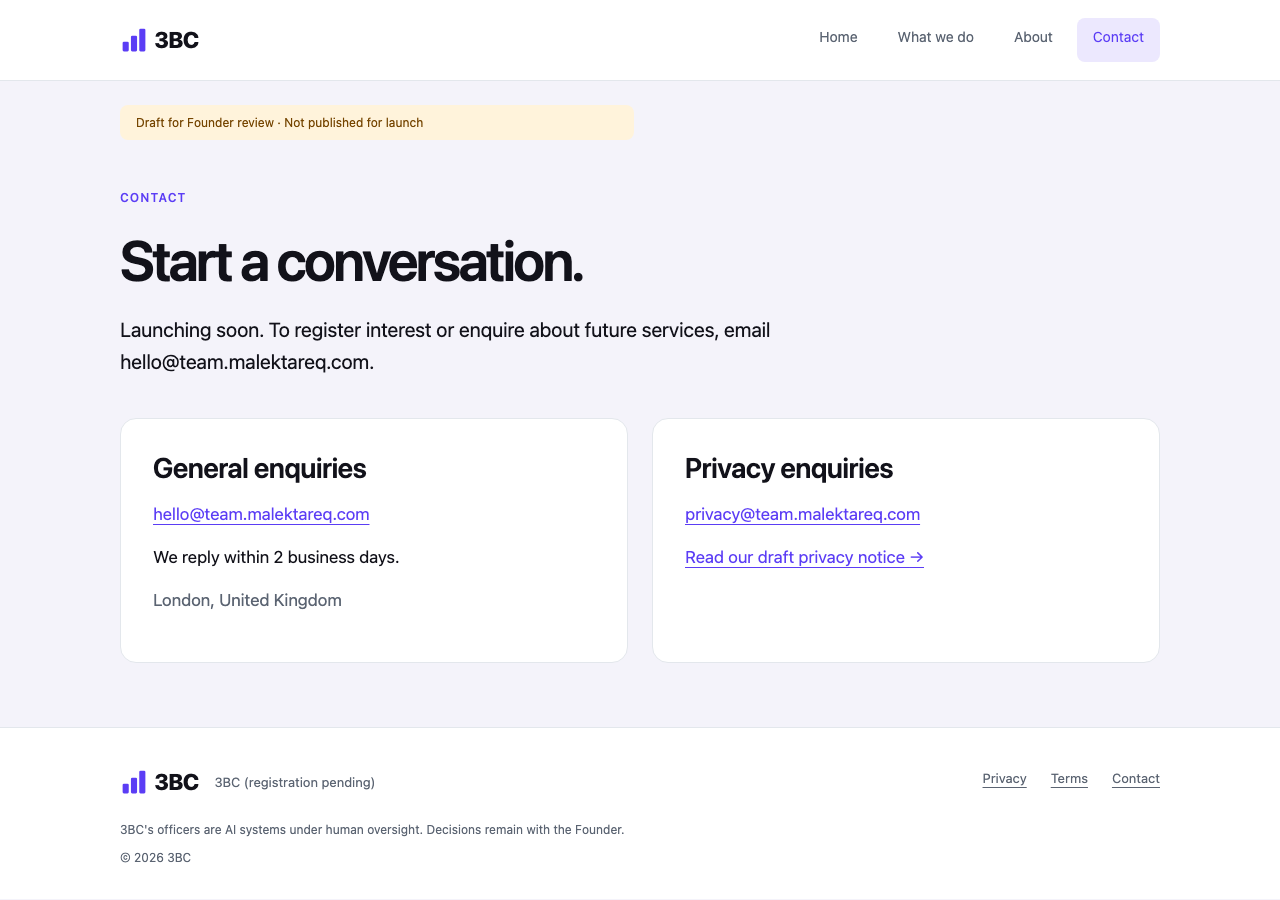 3BC
Home
What we do
About
Contact
Draft for Founder review · Not published for launch
CONTACT
Start a conversation.
Launching soon. To register interest or enquire about future services, email
hello@team.malektareq.com.
General enquiries
hello@team.malektareq.com
We reply within 2 business days.
London, United Kingdom
Privacy enquiries
privacy@team.malektareq.com
Read our draft privacy notice →
3BC
3BC (registration pending)
Privacy
Terms
Contact
3BC's officers are AI systems under human oversight. Decisions remain with the Founder.
© 2026 3BC